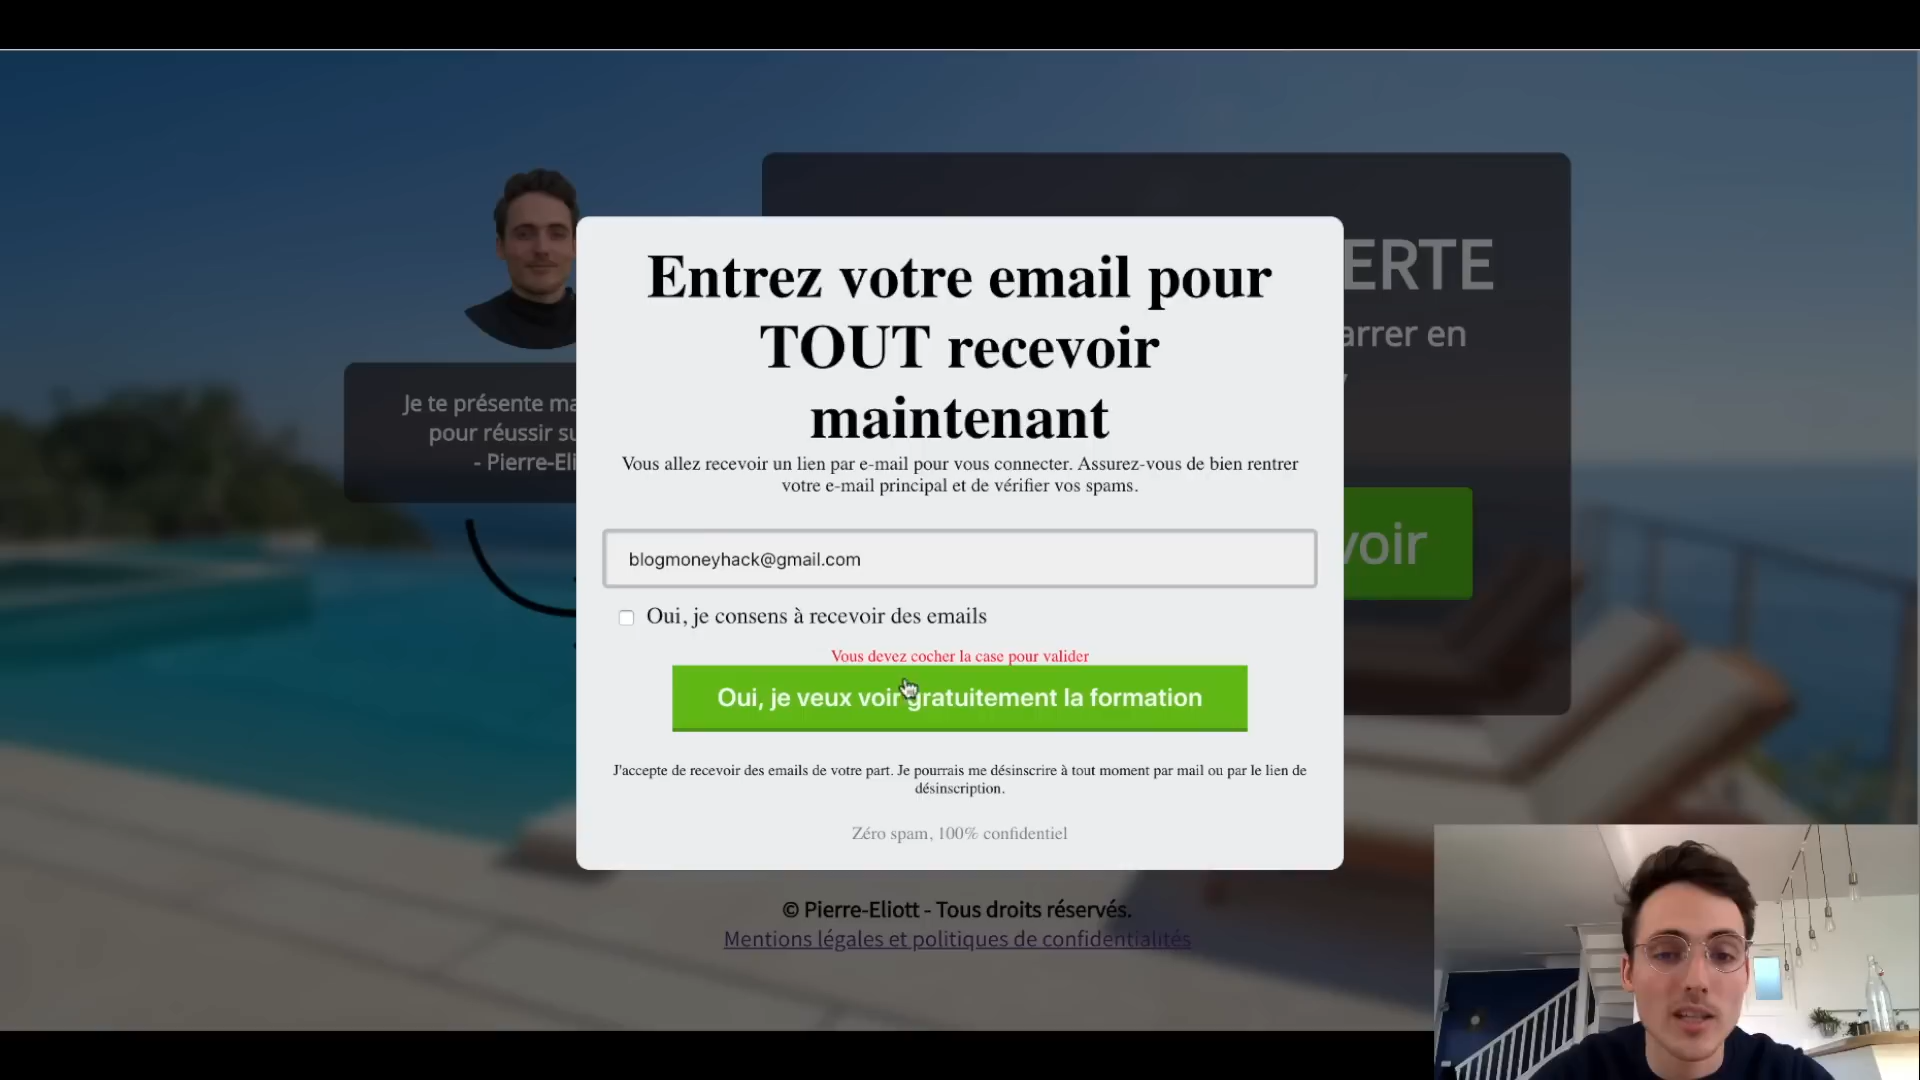 Entrez votre email pour
TOUT recevoir
maintenant
Vous allez recevoir un lien par e-mail pour vous connecter. Assurez-vous de bien rentrer
votre e-mail principal et de vérifier vos spams.
blogmoneyhack@gmail.com
Oui, je consens à recevoir des emails
Vous devez cocher la case pour valider
Oui, je veux voir gratuitement la formation
J'accepte de recevoir des emails de votre part. Je pourrais me désinscrire à tout moment par mail ou par le lien de
désinscription.
Zéro spam, 100% confidentiel
Je te présente
pour réussir
- Pierre-Eli
ERTE
arrer en
voir
© Pierre-Eliott - Tous droits réservés.
Mentions légales et politiques de confidentialités